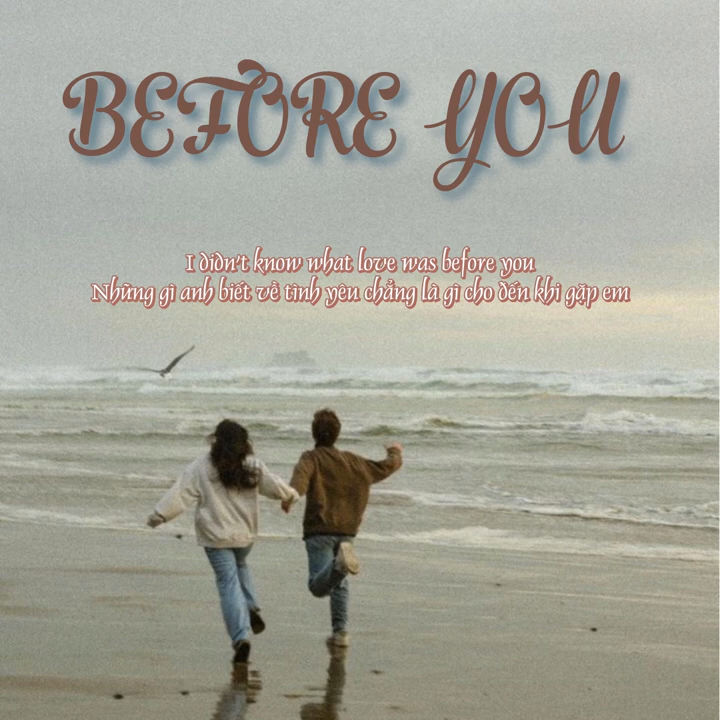 BEFORE YOU
I didn't know what love was before you
Những gì anh biết về tình yêu chẳng là gì cho đến khi gặp em